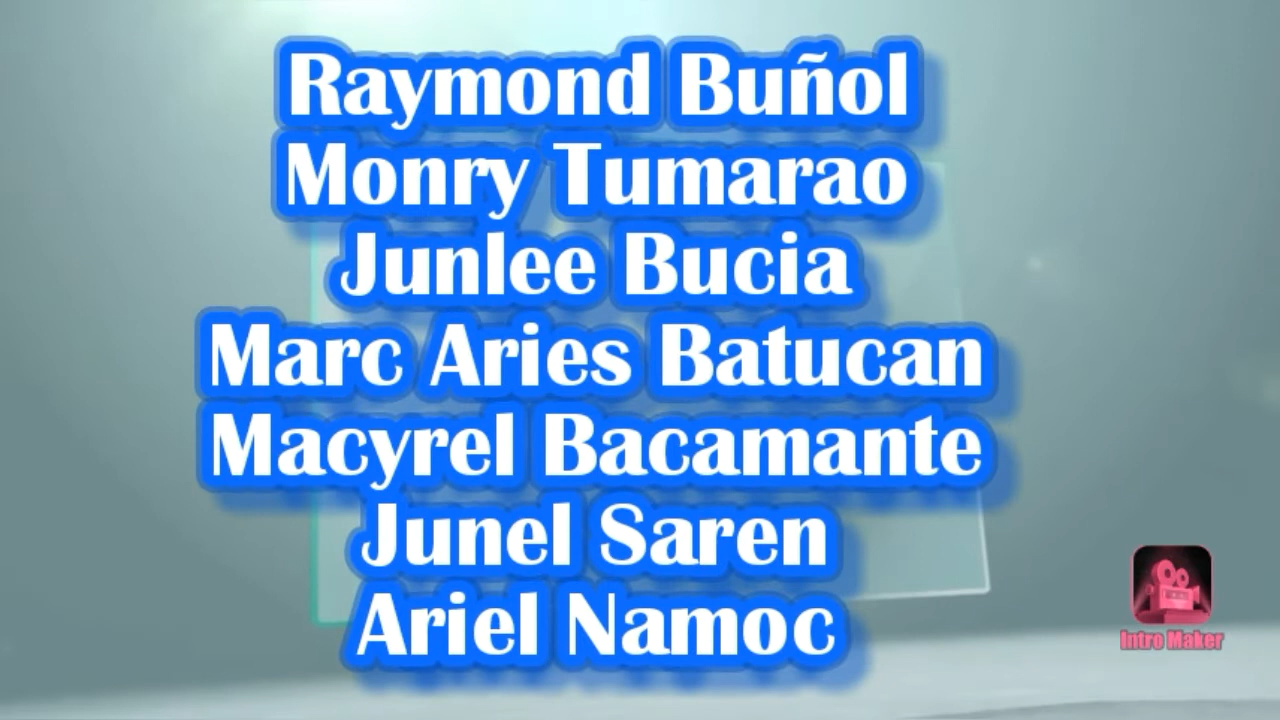 Raymond Buñol
Monry Tumarao
Junlee Bucia
Marc Aries Batucan
Macyrel Bacamante
Junel Saren
Ariel Namoc
Intro Maker